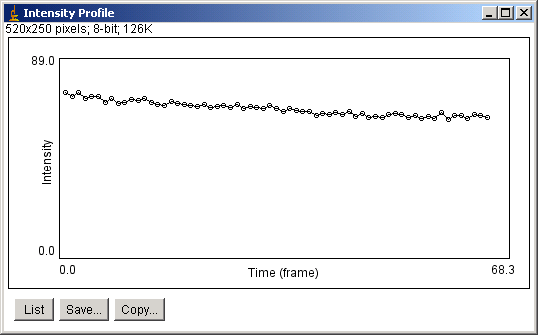 Intensity Profile
520x250 pixels; 8-bit; 126K
89.0
Intensity
0.0
0.0 Time (frame) 68.3
List Save... Copy...